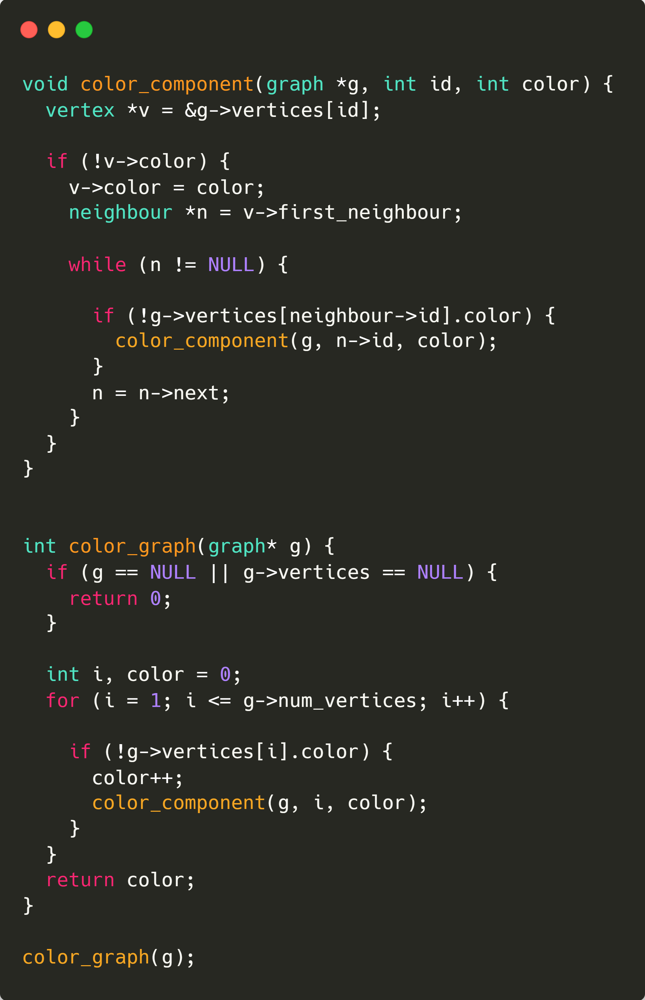 void color_component(graph *g, int id, int color) {
  vertex *v = &g->vertices[id];

  if (!v->color) {
    v->color = color;
    neighbour *n = v->first_neighbour;

    while (n != NULL) {

      if (!g->vertices[neighbour->id].color) {
        color_component(g, n->id, color);
      }
      n = n->next;
    }
  }
}


int color_graph(graph* g) {
  if (g == NULL || g->vertices == NULL) {
    return 0;
  }

  int i, color = 0;
  for (i = 1; i <= g->num_vertices; i++) {

    if (!g->vertices[i].color) {
      color++;
      color_component(g, i, color);
    }
  }
  return color;
}

color_graph(g);